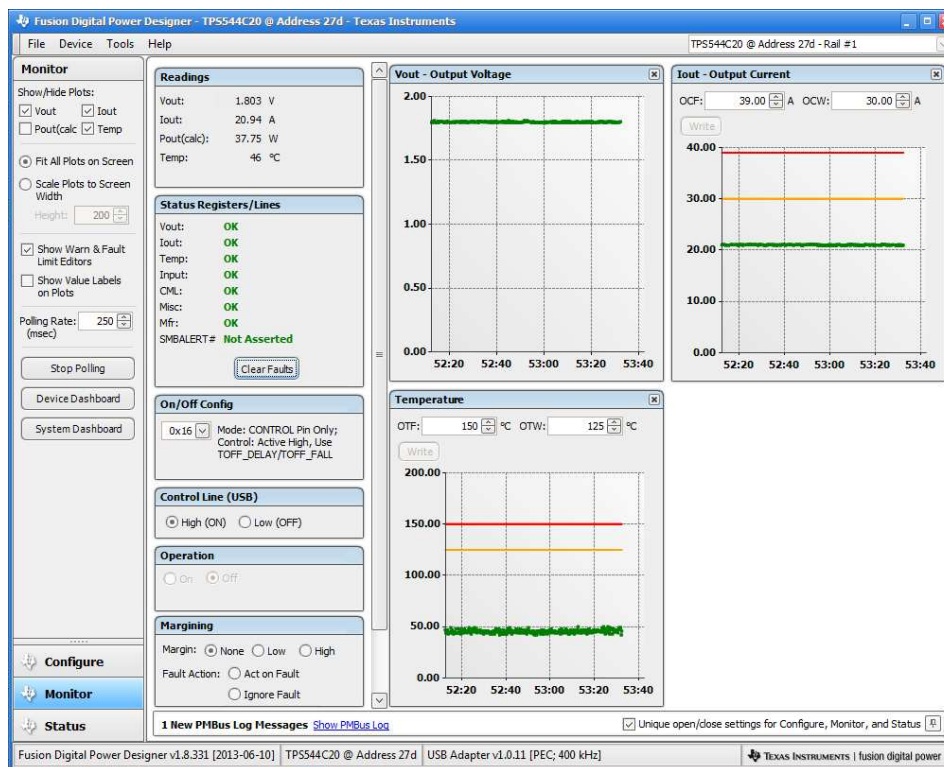 Fusion Digital Power Designer - TPS544C20 @ Address 27d - Texas Instruments
File Device Tools Help
TPS544C20 @ Address 27d - Rail #1
Monitor
Show/Hide Plots:
Vout Iout
Pout(calc Temp
Fit All Plots on Screen
Scale Plots to Screen
Width
Height: 200
Show Warn & Fault
Limit Editors
Show Value Labels
on Plots
Polling Rate: 250
(msec)
Stop Polling
Device Dashboard
System Dashboard
Configure
Monitor
Status
Readings
Vout: 1.803 V
Iout: 20.94 A
Pout(calc): 37.75 W
Temp: 46 °C
Status Registers/Lines
Vout: OK
Iout: OK
Temp: OK
Input: OK
CML: OK
Misc: OK
Mfr: OK
SMBALERT# Not Asserted
Clear Faults
On/Off Config
0x16 Mode: CONTROL Pin Only;
Control: Active High, Use
TOFF_DELAY/TOFF_FALL
Control Line (USB)
High (ON) Low (OFF)
Operation
On Off
Margining
Margin: None Low High
Fault Action: Act on Fault
Ignore Fault
Vout - Output Voltage
2.00
1.50
1.00
0.50
0.00
52:20 52:40 53:00 53:20 53:40
Iout - Output Current
OCF: 39.00 A OCW: 30.00 A
Write
40.00
30.00
20.00
10.00
0.00
52:20 52:40 53:00 53:20 53:40
Temperature
OTF: 150 °C OTW: 125 °C
Write
200.00
150.00
100.00
50.00
0.00
52:20 52:40 53:00 53:20 53:40
1 New PMBus Log Messages Show PMBus Log
Unique open/close settings for Configure, Monitor, and Status
Fusion Digital Power Designer v1.8.331 [2013-06-10] TPS544C20 @ Address 27d USB Adapter v1.0.11 [PEC; 400 kHz]
TEXAS INSTRUMENTS | fusion digital power